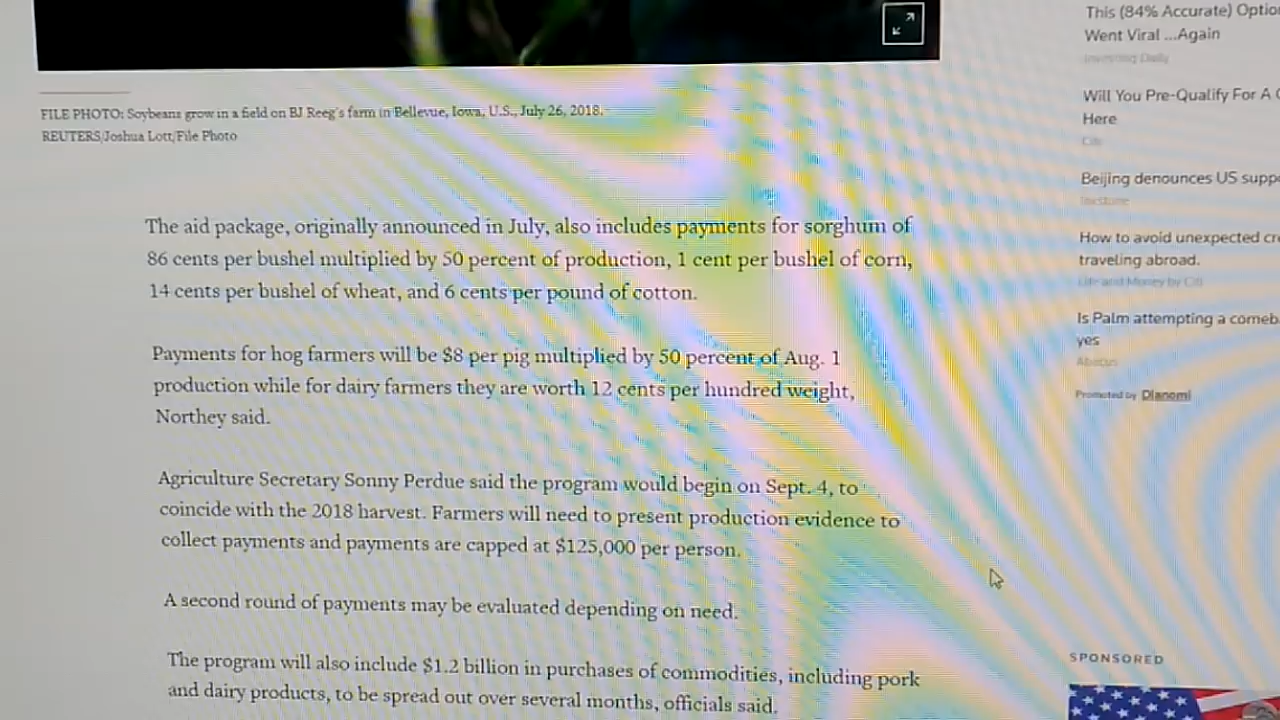 This (84% Accurate)
Went Viral ...Again
Investing Daily
FILE PHOTO: Soybeans grow in a field on BJ Reeg's farm in Bellevue, Iowa, U.S., July 26, 2018.
REUTERS/Joshua Lott/File Photo
Will You Pre-Qualify For A
Here
Citi
Beijing denounces US
Inkstone
How to avoid unexpected
traveling abroad.
Life and Money by Citi
Is Palm attempting a
yes
Abacus
Promoted by Dianomi
The aid package, originally announced in July, also includes payments for sorghum of
86 cents per bushel multiplied by 50 percent of production, 1 cent per bushel of corn,
14 cents per bushel of wheat, and 6 cents per pound of cotton.
Payments for hog farmers will be $8 per pig multiplied by 50 percent of Aug. 1
production while for dairy farmers they are worth 12 cents per hundred weight,
Northey said.
Agriculture Secretary Sonny Perdue said the program would begin on Sept. 4, to
coincide with the 2018 harvest. Farmers will need to present production evidence to
collect payments and payments are capped at $125,000 per person.
A second round of payments may be evaluated depending on need.
The program will also include $1.2 billion in purchases of commodities, including pork
and dairy products, to be spread out over several months, officials said.
SPONSORED